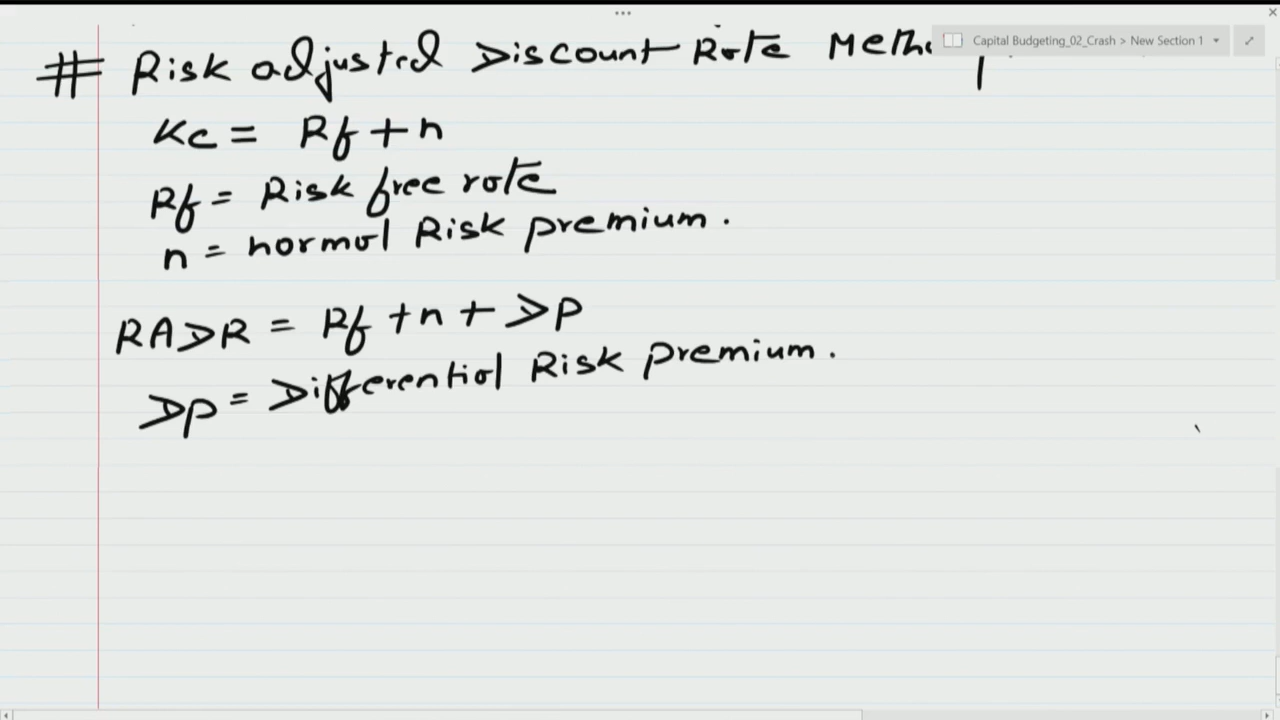 # Risk adjusted Discount Rate
Capital Budgeting_02_Crash > New Section 1
Kc = Rf + n
Rf = Risk free rate
n = normal Risk premium.
RADR = Rf + n + Dp
Dp = Differential Risk premium.